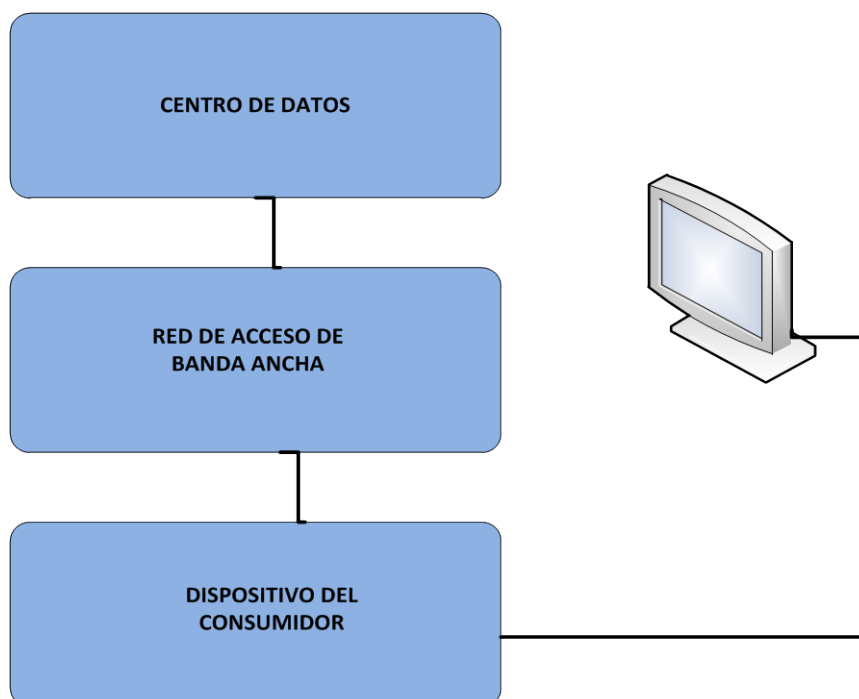 CENTRO DE DATOS
RED DE ACCESO DE
BANDA ANCHA
DISPOSITIVO DEL
CONSUMIDOR